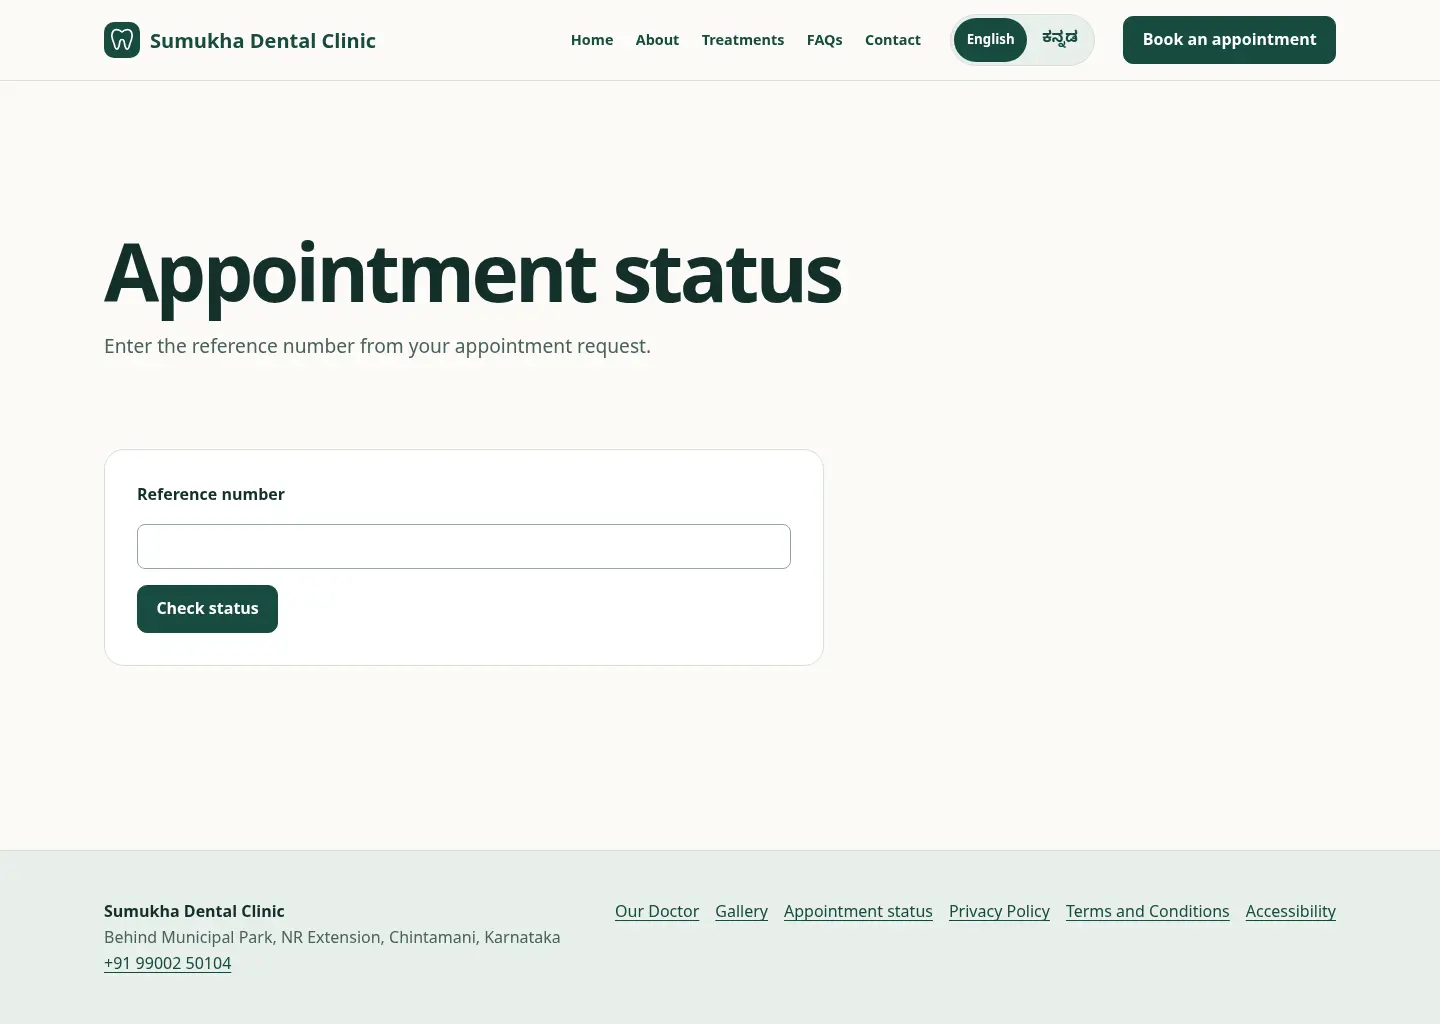 Sumukha Dental Clinic
Home About Treatments FAQs Contact English ಕನ್ನಡ Book an appointment
Appointment status
Enter the reference number from your appointment request.
Reference number
Check status
Sumukha Dental Clinic
Behind Municipal Park, NR Extension, Chintamani, Karnataka
+91 99002 50104
Our Doctor Gallery Appointment status Privacy Policy Terms and Conditions Accessibility